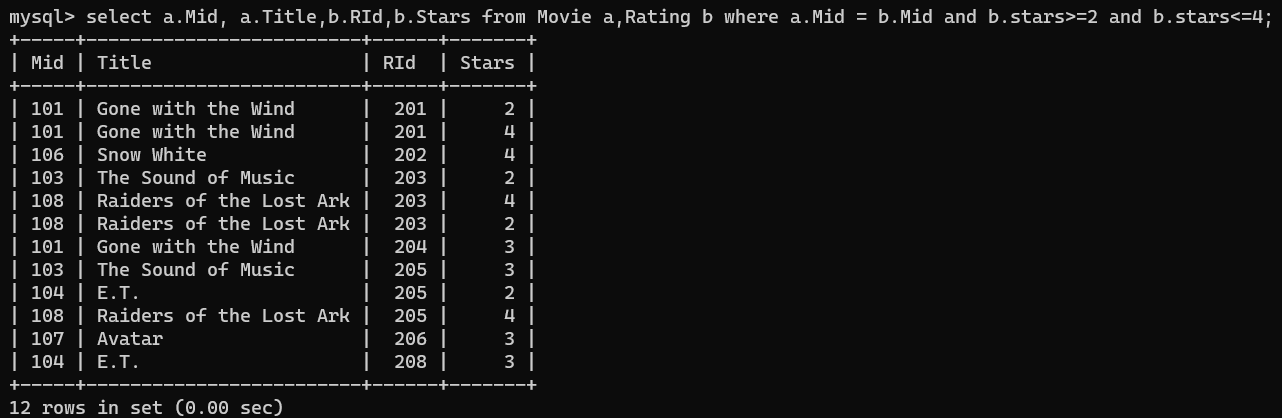 mysql> select a.Mid, a.Title,b.RId,b.Stars from Movie a,Rating b where a.Mid = b.Mid and b.stars>=2 and b.stars<=4;
+-----+-------------------------+------+-------+
| Mid | Title                   | RId  | Stars |
+-----+-------------------------+------+-------+
| 101 | Gone with the Wind      |  201 |     2 |
| 101 | Gone with the Wind      |  201 |     4 |
| 106 | Snow White              |  202 |     4 |
| 103 | The Sound of Music      |  203 |     2 |
| 108 | Raiders of the Lost Ark |  203 |     4 |
| 108 | Raiders of the Lost Ark |  203 |     2 |
| 101 | Gone with the Wind      |  204 |     3 |
| 103 | The Sound of Music      |  205 |     3 |
| 104 | E.T.                    |  205 |     2 |
| 108 | Raiders of the Lost Ark |  205 |     4 |
| 107 | Avatar                  |  206 |     3 |
| 104 | E.T.                    |  208 |     3 |
+-----+-------------------------+------+-------+
12 rows in set (0.00 sec)